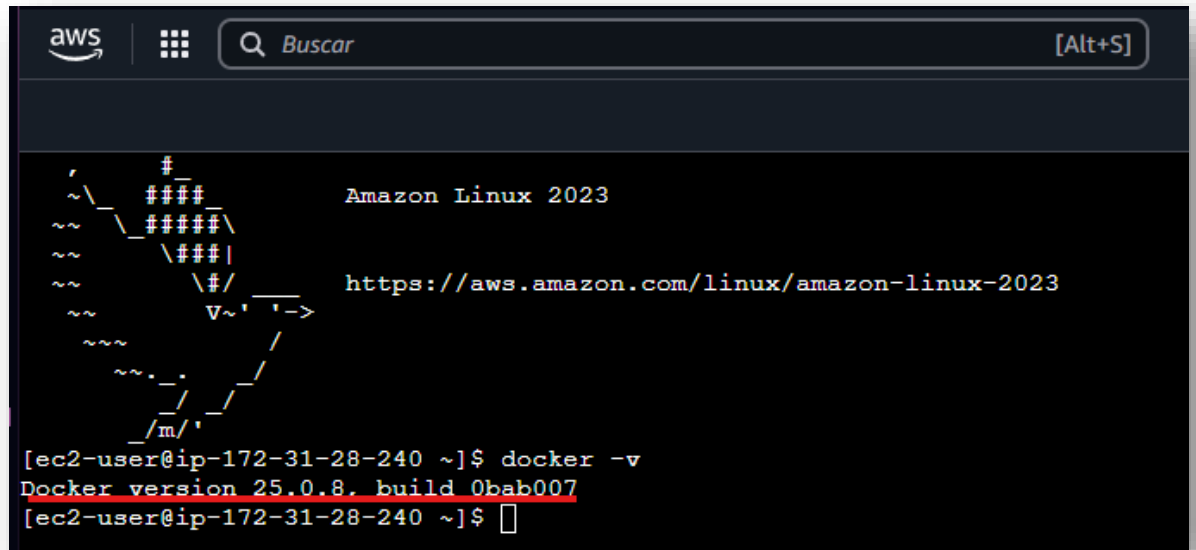 aws
Buscar [Alt+S]
   ,     #_
   ~\_  ####_        Amazon Linux 2023
  ~~  \_#####\
  ~~     \###|
  ~~       \#/ ___   https://aws.amazon.com/linux/amazon-linux-2023
   ~~       V~' '->
    ~~~         /
      ~~._.   _/
         _/ _/
       _/m/'
[ec2-user@ip-172-31-28-240 ~]$ docker -v
Docker version 25.0.8, build 0bab007
[ec2-user@ip-172-31-28-240 ~]$